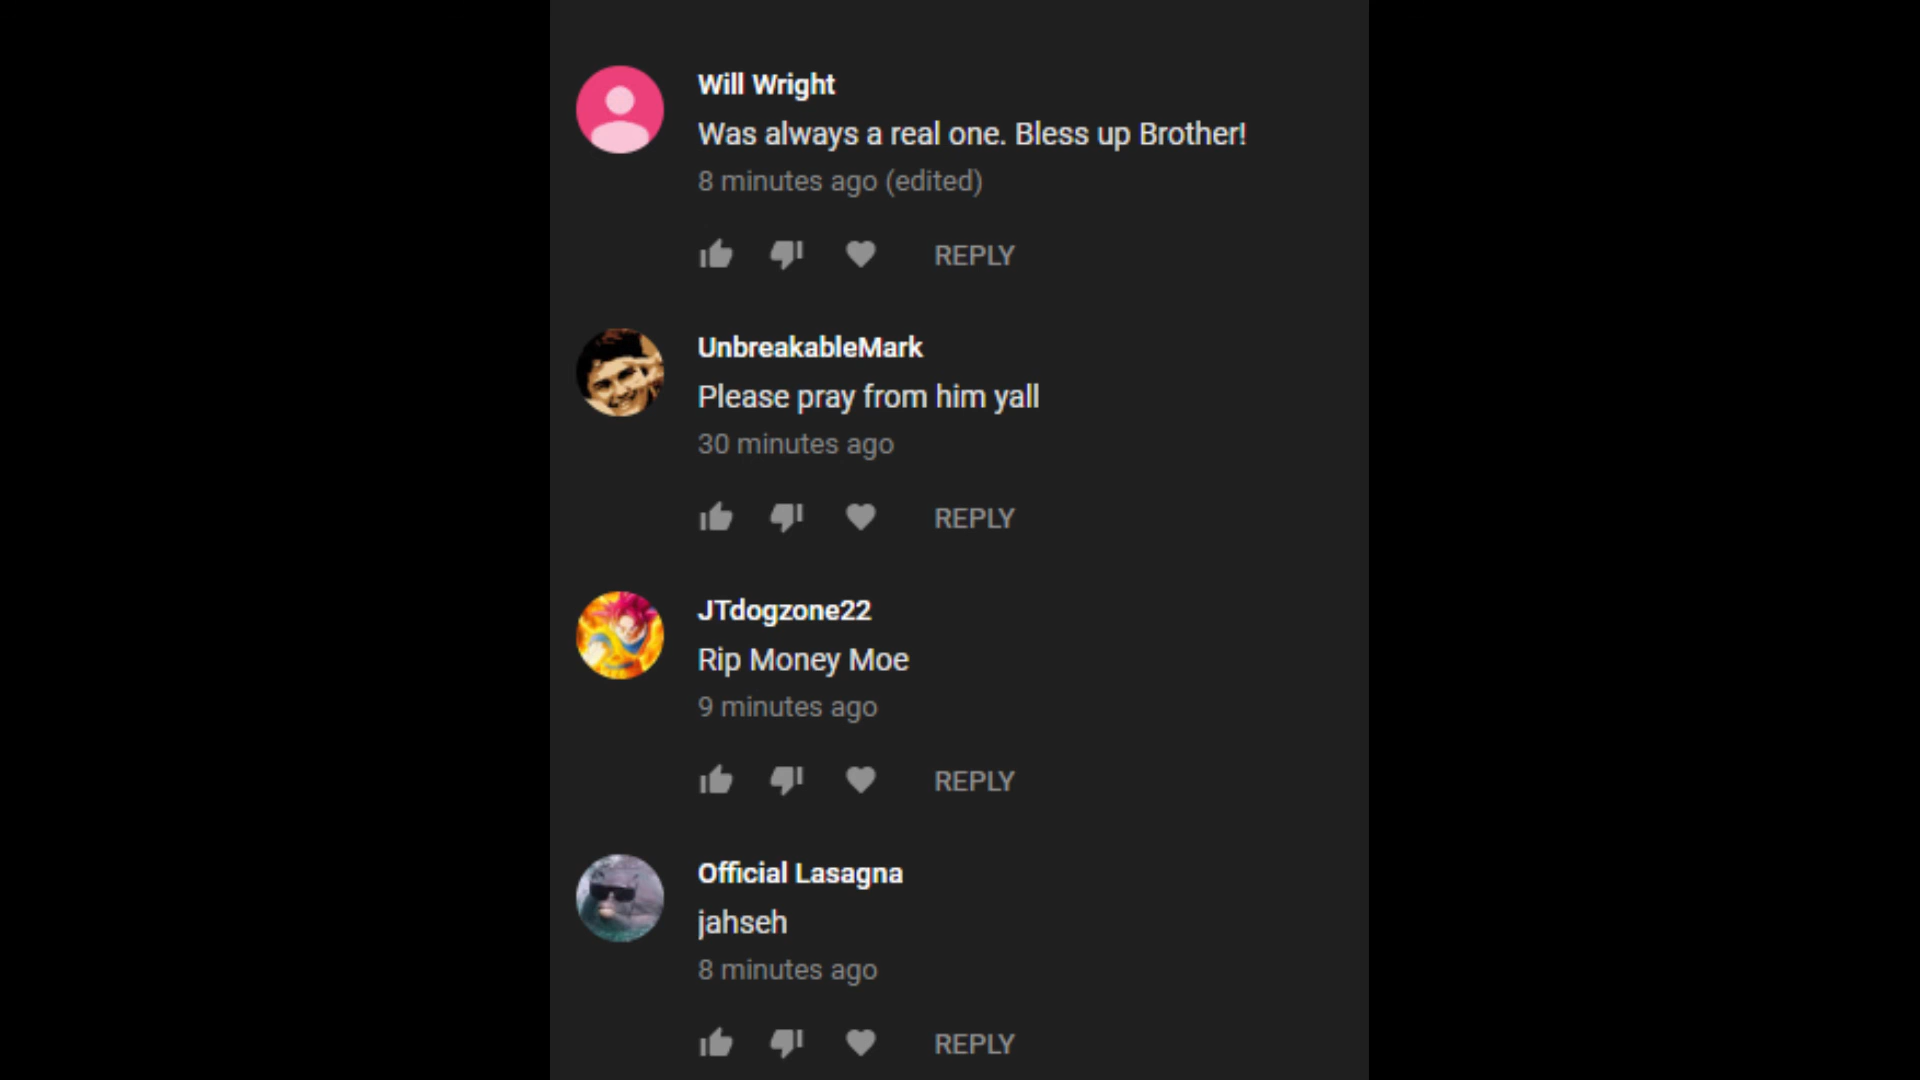 Will Wright
Was always a real one. Bless up Brother!
8 minutes ago (edited)
REPLY
UnbreakableMark
Please pray from him yall
30 minutes ago
REPLY
JTdogzone22
Rip Money Moe
9 minutes ago
REPLY
Official Lasagna
jahseh
8 minutes ago
REPLY